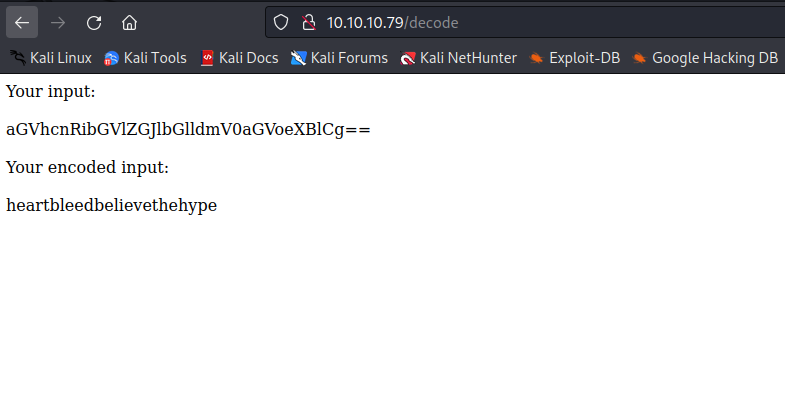 10.10.10.79/decode
Kali Linux Kali Tools Kali Docs Kali Forums Kali NetHunter Exploit-DB Google Hacking DB
Your input:
aGVhcnRibGVlZGJlbGlldmV0aGVoeXBlCg==
Your encoded input:
heartbleedbelievethehype